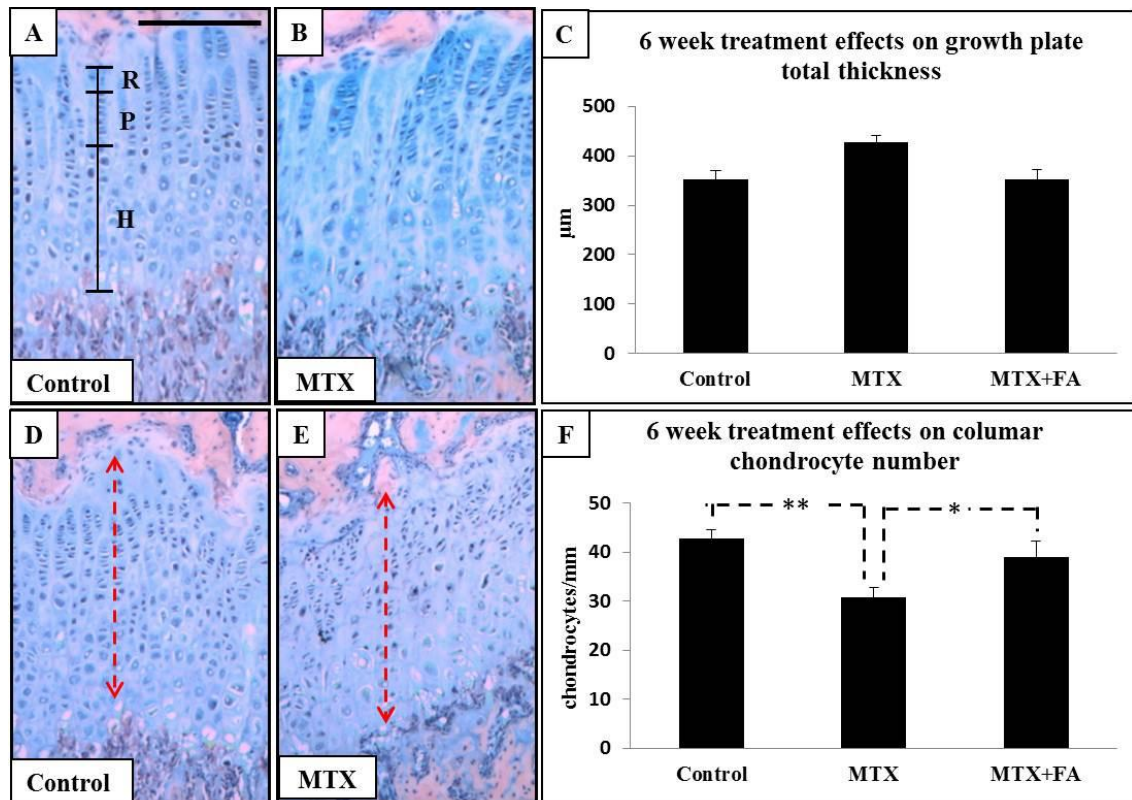 A
R
P
H
Control
B
MTX
C
6 week treatment effects on growth plate
total thickness
500
400
300
200
100
0
µm
Control MTX MTX+FA
D
Control
E
MTX
F
6 week treatment effects on columar
chondrocyte number
50
40
30
20
10
0
chondrocytes/mm
** *
Control MTX MTX+FA